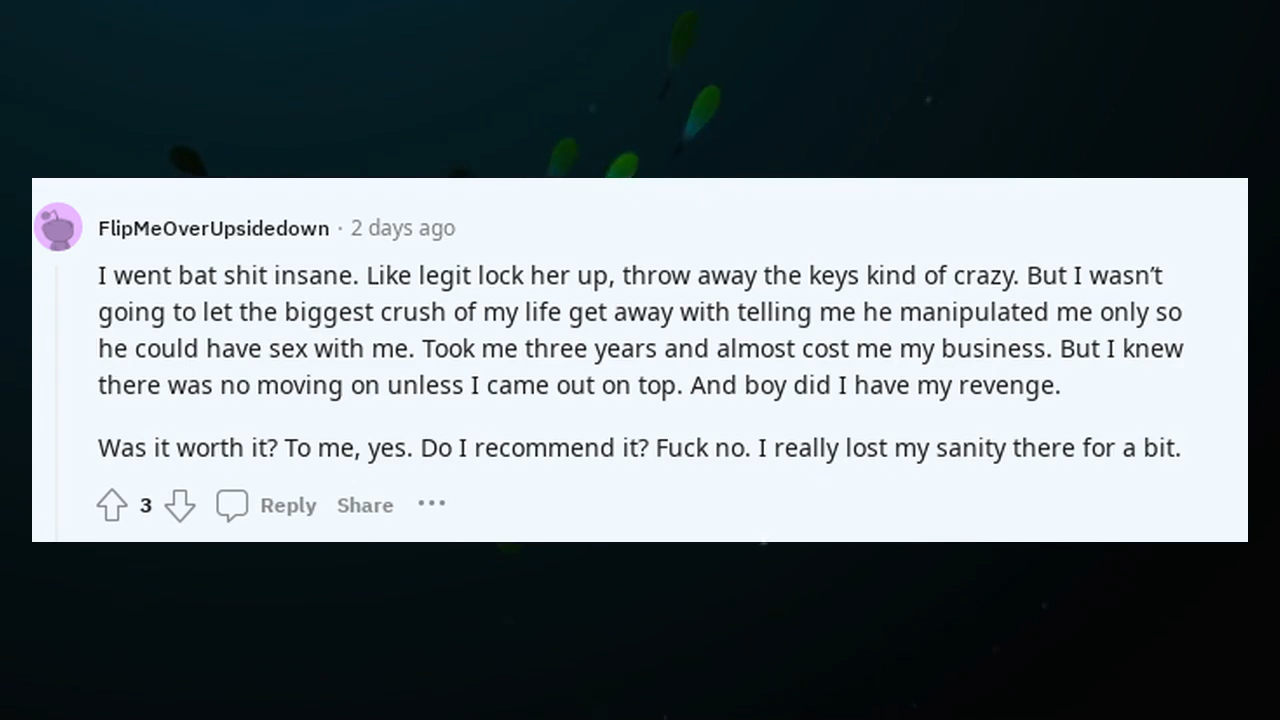 FlipMeOverUpsidedown · 2 days ago
I went bat shit insane. Like legit lock her up, throw away the keys kind of crazy. But I wasn’t
going to let the biggest crush of my life get away with telling me he manipulated me only so
he could have sex with me. Took me three years and almost cost me my business. But I knew
there was no moving on unless I came out on top. And boy did I have my revenge.
Was it worth it? To me, yes. Do I recommend it? Fuck no. I really lost my sanity there for a bit.
3 Reply Share ···